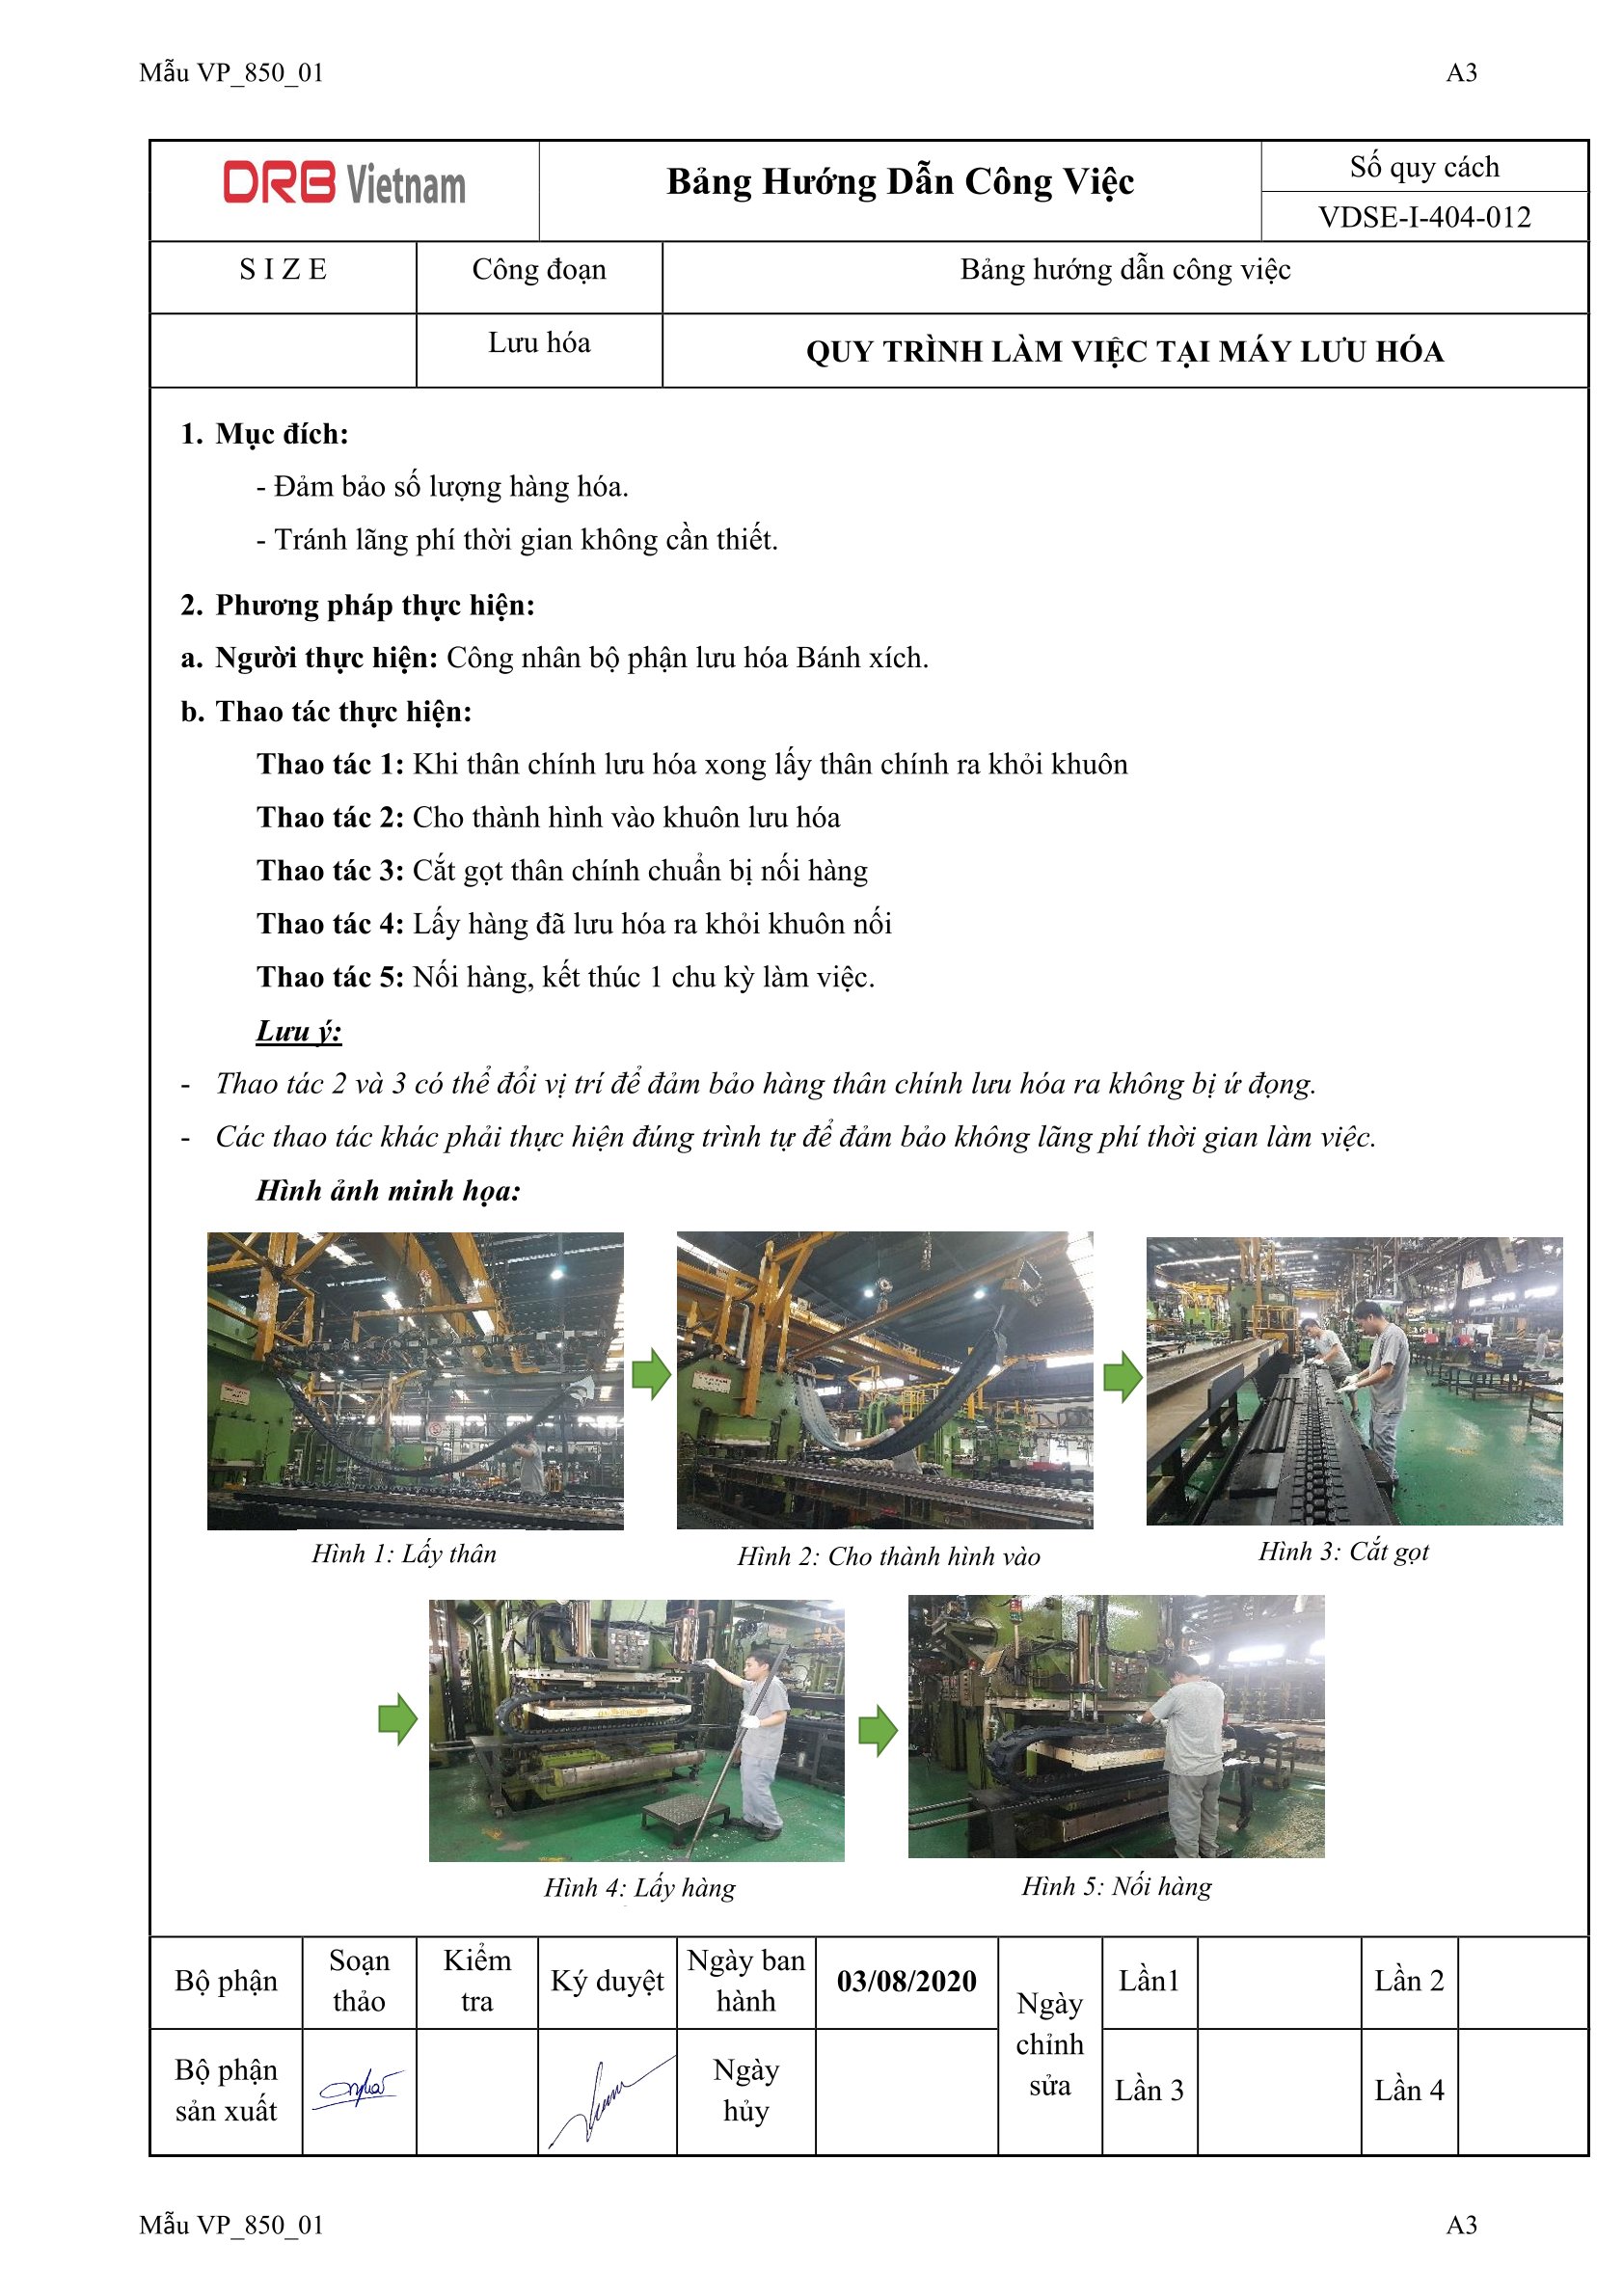 Mẫu VP_850_01 A3
DRB Vietnam
Bảng Hướng Dẫn Công Việc
Số quy cách
VDSE-I-404-012
S I Z E
Công đoạn
Bảng hướng dẫn công việc
Lưu hóa
QUY TRÌNH LÀM VIỆC TẠI MÁY LƯU HÓA
1. Mục đích:
- Đảm bảo số lượng hàng hóa.
- Tránh lãng phí thời gian không cần thiết.
2. Phương pháp thực hiện:
a. Người thực hiện: Công nhân bộ phận lưu hóa Bánh xích.
b. Thao tác thực hiện:
Thao tác 1: Khi thân chính lưu hóa xong lấy thân chính ra khỏi khuôn
Thao tác 2: Cho thành hình vào khuôn lưu hóa
Thao tác 3: Cắt gọt thân chính chuẩn bị nối hàng
Thao tác 4: Lấy hàng đã lưu hóa ra khỏi khuôn nối
Thao tác 5: Nối hàng, kết thúc 1 chu kỳ làm việc.
Lưu ý:
- Thao tác 2 và 3 có thể đổi vị trí để đảm bảo hàng thân chính lưu hóa ra không bị ứ đọng.
- Các thao tác khác phải thực hiện đúng trình tự để đảm bảo không lãng phí thời gian làm việc.
Hình ảnh minh họa:
Hình 1: Lấy thân
Hình 2: Cho thành hình vào
Hình 3: Cắt gọt
Hình 4: Lấy hàng
Hình 5: Nối hàng
Bộ phận
Soạn
thảo
Kiểm
tra
Ký duyệt
Ngày ban
hành
03/08/2020
Ngày
chỉnh
sửa
Lần1
Lần 2
Bộ phận
sản xuất
Ngày
hủy
Lần 3
Lần 4
Mẫu VP_850_01 A3